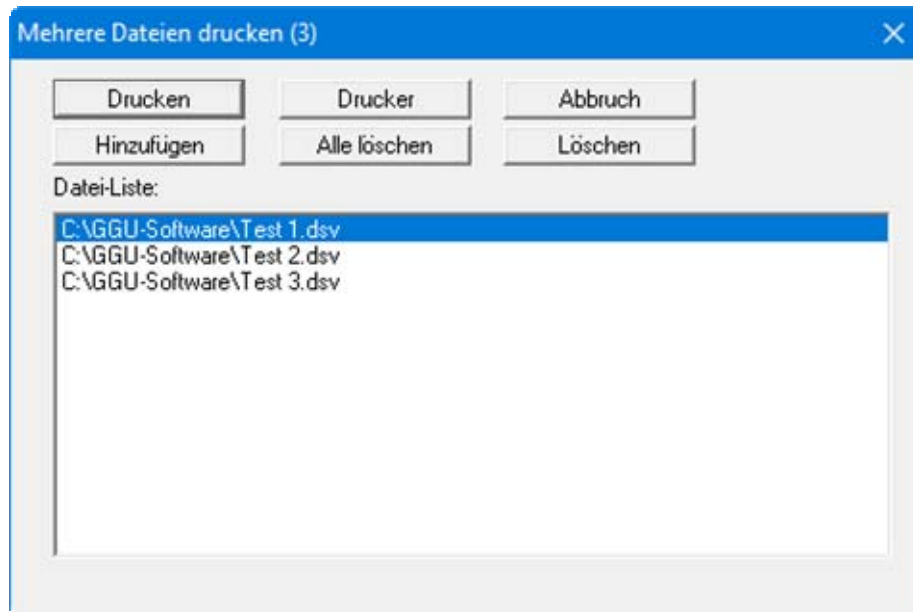 Mehrere Dateien drucken (3)
Drucken Drucker Abbruch
Hinzufügen Alle löschen Löschen
Datei-Liste:
C:\GGU-Software\Test 1.dsv
C:\GGU-Software\Test 2.dsv
C:\GGU-Software\Test 3.dsv